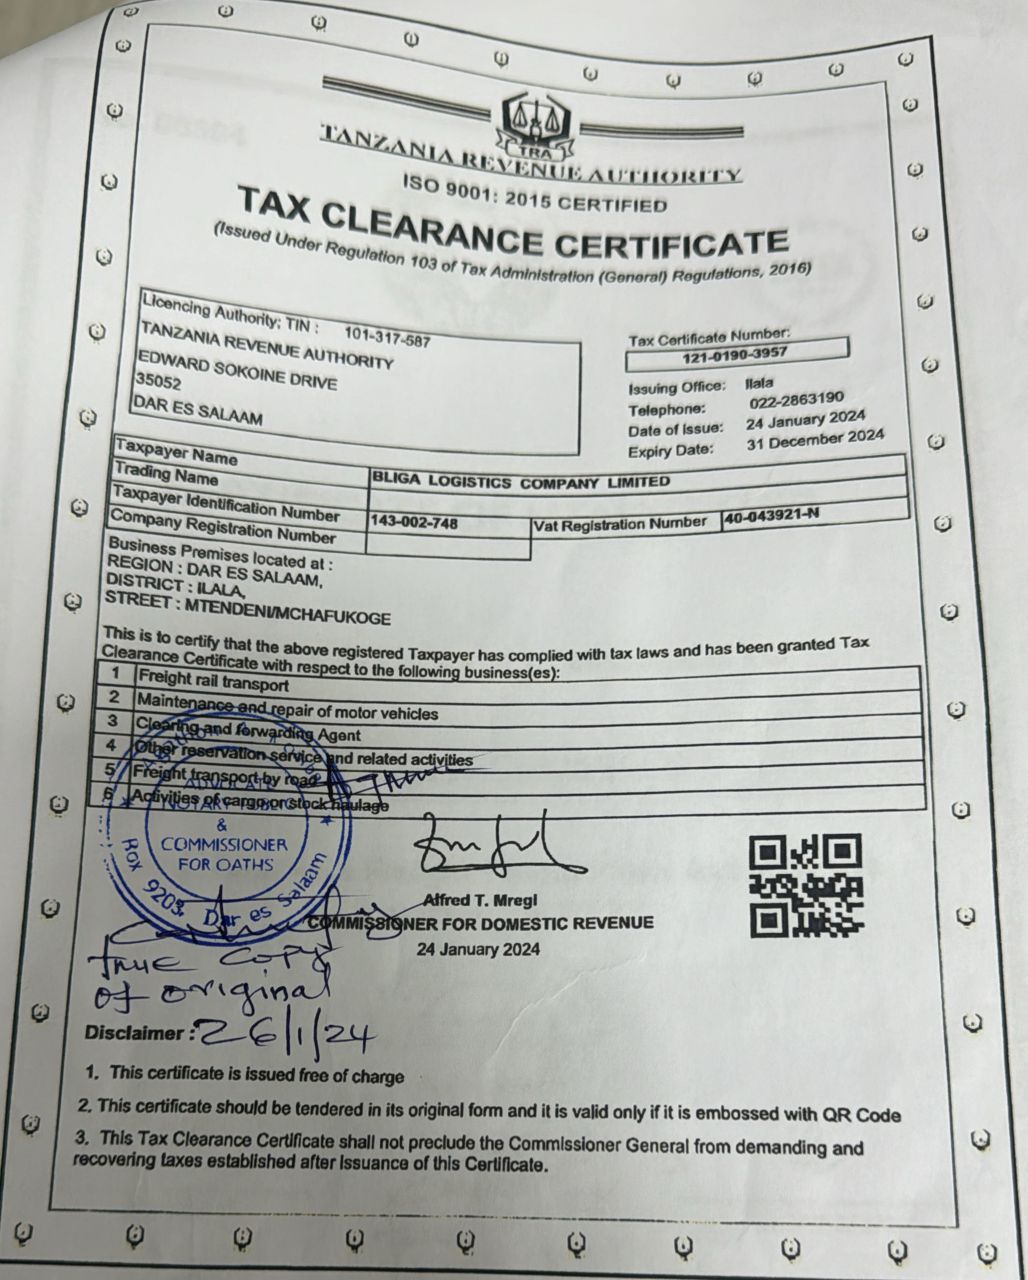 TRA
TANZANIA REVENUE AUTHORITY
ISO 9001: 2015 CERTIFIED
TAX CLEARANCE CERTIFICATE
(Issued Under Regulation 103 of Tax Administration (General) Regulations, 2016)
Licencing Authority; TIN : 101-317-587
TANZANIA REVENUE AUTHORITY
EDWARD SOKOINE DRIVE
35052
DAR ES SALAAM
Tax Certificate Number:
121-0190-3957
Issuing Office: Ilala
Telephone: 022-2863190
Date of Issue: 24 January 2024
Expiry Date: 31 December 2024
Taxpayer Name BLIGA LOGISTICS COMPANY LIMITED
Trading Name
Taxpayer Identification Number 143-002-748 Vat Registration Number 40-043921-N
Company Registration Number
Business Premises located at :
REGION : DAR ES SALAAM,
DISTRICT : ILALA,
STREET : MTENDENI/MCHAFUKOGE
This is to certify that the above registered Taxpayer has complied with tax laws and has been granted Tax
Clearance Certificate with respect to the following business(es):
1 Freight rail transport
2 Maintenance and repair of motor vehicles
3 Clearing and forwarding Agent
4 Other reservation service and related activities
5 Freight transport by road
6 Activities of cargo or stock haulage
ADVOCATE
NOTARY PUBLIC
&
COMMISSIONER
FOR OATHS
Box 9203, Dar es Salaam
Alfred T. Mregi
COMMISSIONER FOR DOMESTIC REVENUE
24 January 2024
true copy
of original
Disclaimer : 26/1/24
1. This certificate is issued free of charge
2. This certificate should be tendered in its original form and it is valid only if it is embossed with QR Code
3. This Tax Clearance Certificate shall not preclude the Commissioner General from demanding and
recovering taxes established after issuance of this Certificate.